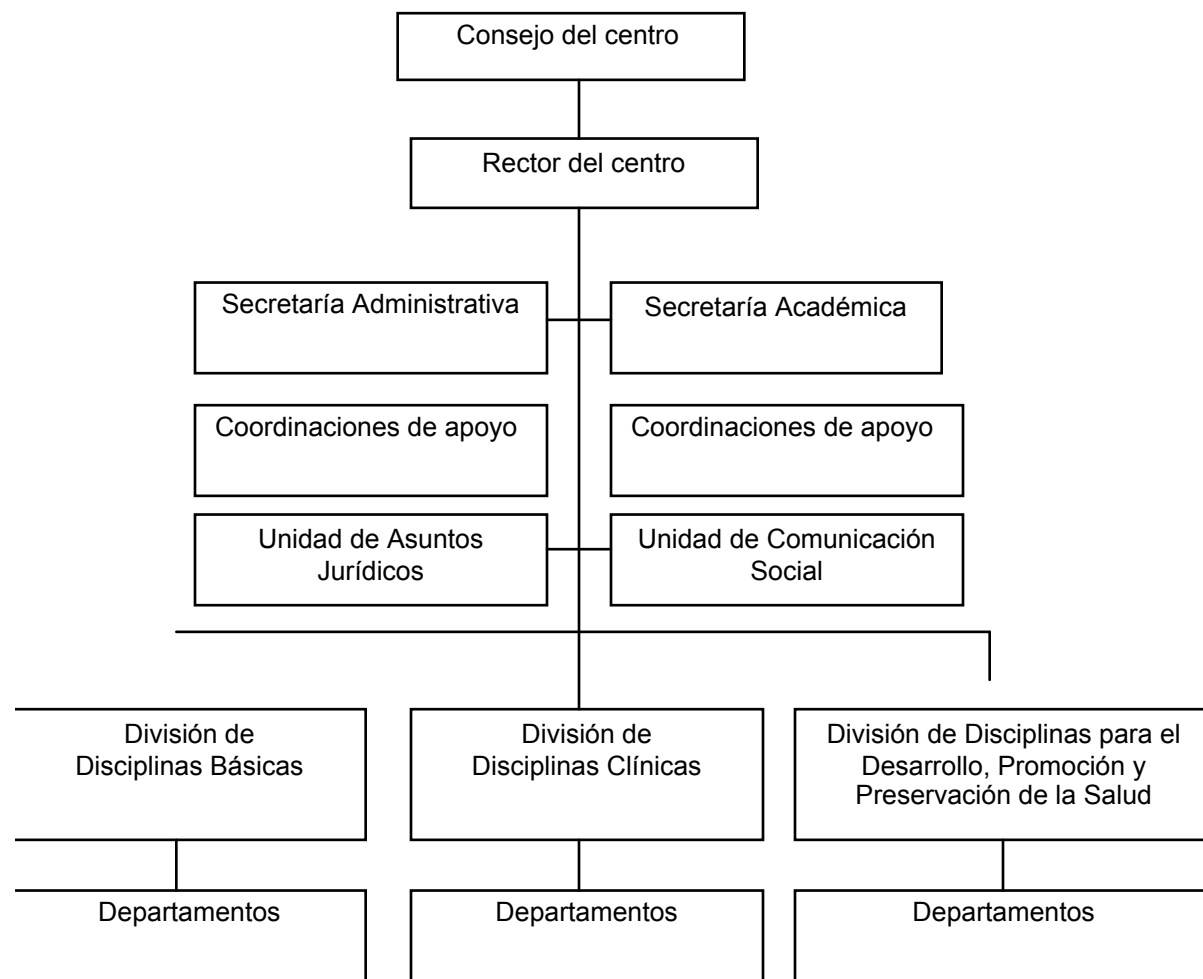 Consejo del centro
Rector del centro
Secretaría Administrativa
Secretaría Académica
Coordinaciones de apoyo
Coordinaciones de apoyo
Unidad de Asuntos
Jurídicos
Unidad de Comunicación
Social
División de
Disciplinas Básicas
División de
Disciplinas Clínicas
División de Disciplinas para el
Desarrollo, Promoción y
Preservación de la Salud
Departamentos
Departamentos
Departamentos